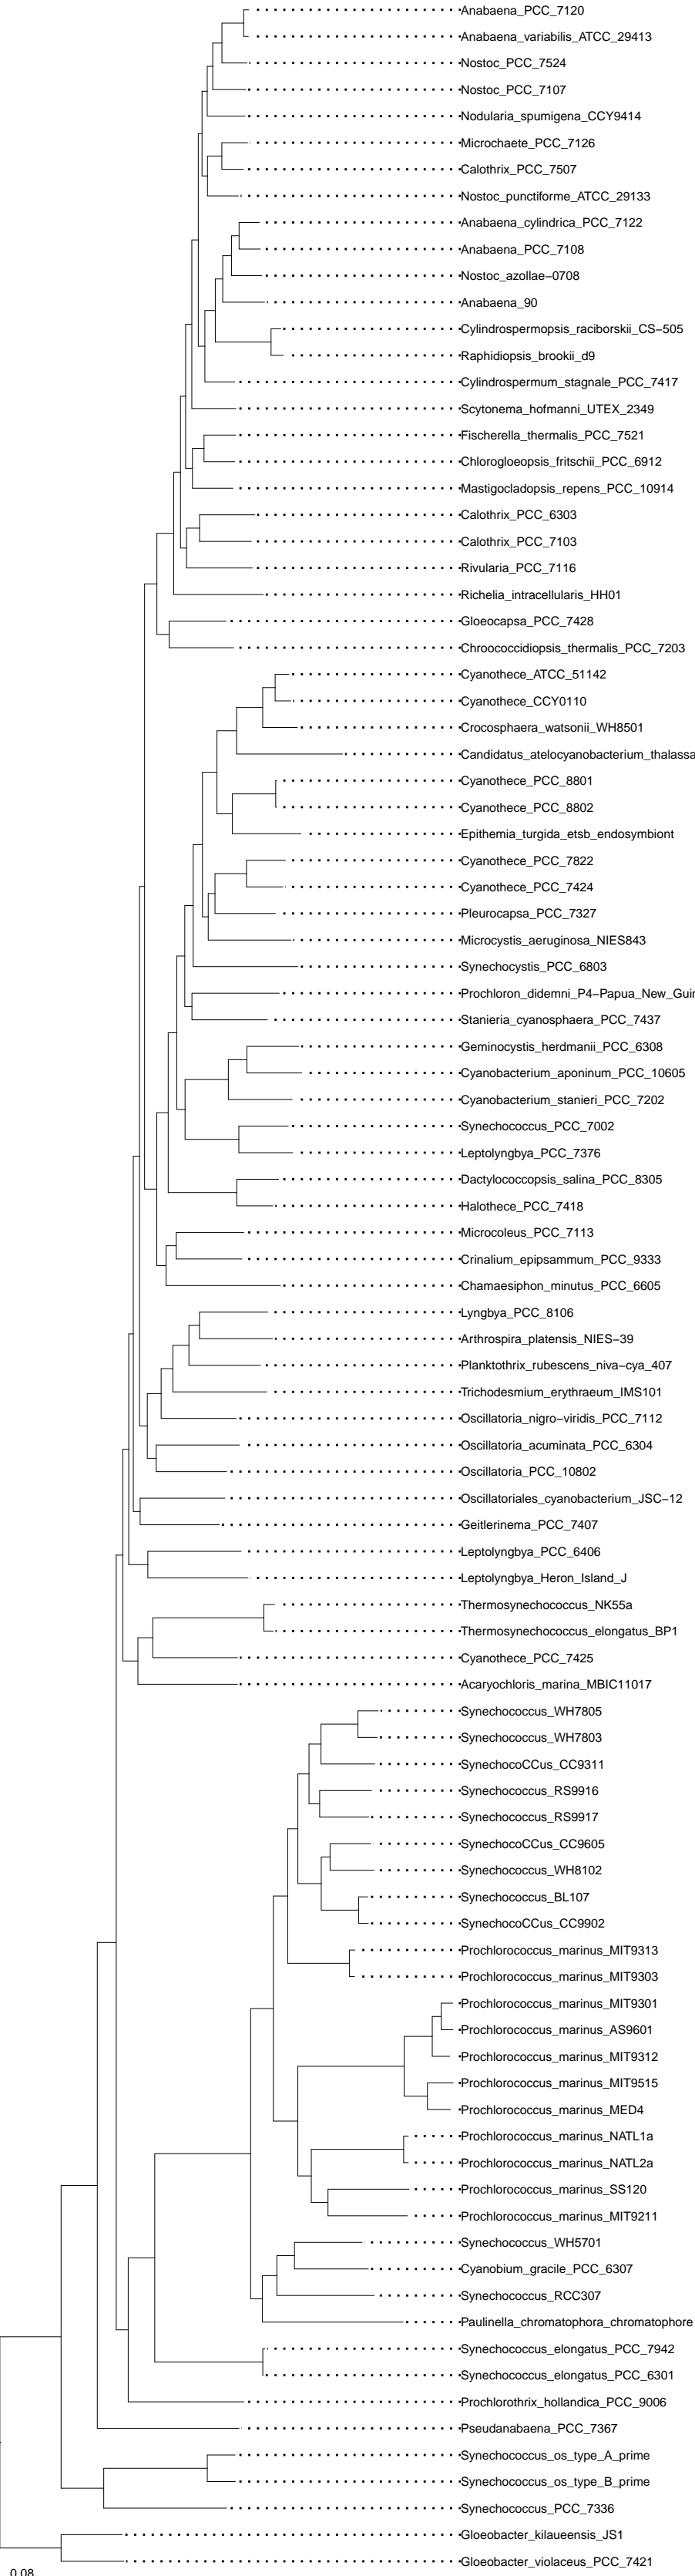 Anabaena_PCC_7120
Anabaena_variabilis_ATCC_29413
Nostoc_PCC_7524
Nostoc_PCC_7107
Nodularia_spumigena_CCY9414
Microchaete_PCC_7126
Calothrix_PCC_7507
Nostoc_punctiforme_ATCC_29133
Anabaena_cylindrica_PCC_7122
Anabaena_PCC_7108
Nostoc_azollae−0708
Anabaena_90
Cylindrospermopsis_raciborskii_CS−505
Raphidiopsis_brookii_d9
Cylindrospermum_stagnale_PCC_7417
Scytonema_hofmanni_UTEX_2349
Fischerella_thermalis_PCC_7521
Chlorogloeopsis_fritschii_PCC_6912
Mastigocladopsis_repens_PCC_10914
Calothrix_PCC_6303
Calothrix_PCC_7103
Rivularia_PCC_7116
Richelia_intracellularis_HH01
Gloeocapsa_PCC_7428
Chroococcidiopsis_thermalis_PCC_7203
Cyanothece_ATCC_51142
Cyanothece_CCY0110
Crocosphaera_watsonii_WH8501
Candidatus_atelocyanobacterium_thalassa
Cyanothece_PCC_8801
Cyanothece_PCC_8802
Epithemia_turgida_etsb_endosymbiont
Cyanothece_PCC_7822
Cyanothece_PCC_7424
Pleurocapsa_PCC_7327
Microcystis_aeruginosa_NIES843
Synechocystis_PCC_6803
Prochloron_didemni_P4−Papua_New_Gui
Stanieria_cyanosphaera_PCC_7437
Geminocystis_herdmanii_PCC_6308
Cyanobacterium_aponinum_PCC_10605
Cyanobacterium_stanieri_PCC_7202
Synechococcus_PCC_7002
Leptolyngbya_PCC_7376
Dactylococcopsis_salina_PCC_8305
Halothece_PCC_7418
Microcoleus_PCC_7113
Crinalium_epipsammum_PCC_9333
Chamaesiphon_minutus_PCC_6605
Lyngbya_PCC_8106
Arthrospira_platensis_NIES−39
Planktothrix_rubescens_niva−cya_407
Trichodesmium_erythraeum_IMS101
Oscillatoria_nigro−viridis_PCC_7112
Oscillatoria_acuminata_PCC_6304
Oscillatoria_PCC_10802
Oscillatoriales_cyanobacterium_JSC−12
Geitlerinema_PCC_7407
Leptolyngbya_PCC_6406
Leptolyngbya_Heron_Island_J
Thermosynechococcus_NK55a
Thermosynechococcus_elongatus_BP1
Cyanothece_PCC_7425
Acaryochloris_marina_MBIC11017
Synechococcus_WH7805
Synechococcus_WH7803
SynechocoCCus_CC9311
Synechococcus_RS9916
Synechococcus_RS9917
SynechocoCCus_CC9605
Synechococcus_WH8102
Synechococcus_BL107
SynechocoCCus_CC9902
Prochlorococcus_marinus_MIT9313
Prochlorococcus_marinus_MIT9303
Prochlorococcus_marinus_MIT9301
Prochlorococcus_marinus_AS9601
Prochlorococcus_marinus_MIT9312
Prochlorococcus_marinus_MIT9515
Prochlorococcus_marinus_MED4
Prochlorococcus_marinus_NATL1a
Prochlorococcus_marinus_NATL2a
Prochlorococcus_marinus_SS120
Prochlorococcus_marinus_MIT9211
Synechococcus_WH5701
Cyanobium_gracile_PCC_6307
Synechococcus_RCC307
Paulinella_chromatophora_chromatophore
Synechococcus_elongatus_PCC_7942
Synechococcus_elongatus_PCC_6301
Prochlorothrix_hollandica_PCC_9006
Pseudanabaena_PCC_7367
Synechococcus_os_type_A_prime
Synechococcus_os_type_B_prime
Synechococcus_PCC_7336
Gloeobacter_kilaueensis_JS1
Gloeobacter_violaceus_PCC_7421
0.08